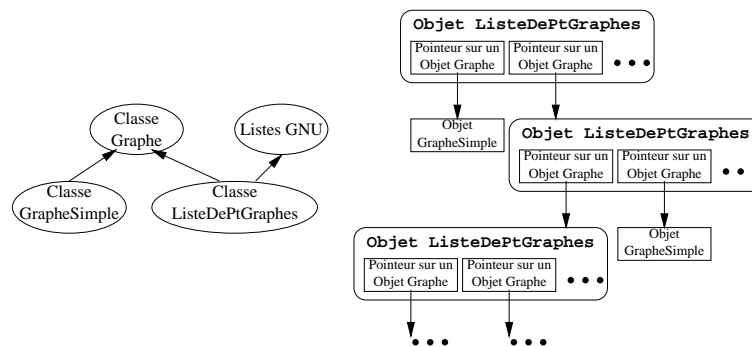 Classe
Graphe
Listes GNU
Classe
GrapheSimple
Classe
ListeDePtGraphes
Objet ListeDePtGraphes
Pointeur sur un
Objet Graphe
Pointeur sur un
Objet Graphe
Objet
GrapheSimple
Objet ListeDePtGraphes
Pointeur sur un
Objet Graphe
Pointeur sur un
Objet Graphe
Objet
GrapheSimple
Objet ListeDePtGraphes
Pointeur sur un
Objet Graphe
Pointeur sur un
Objet Graphe